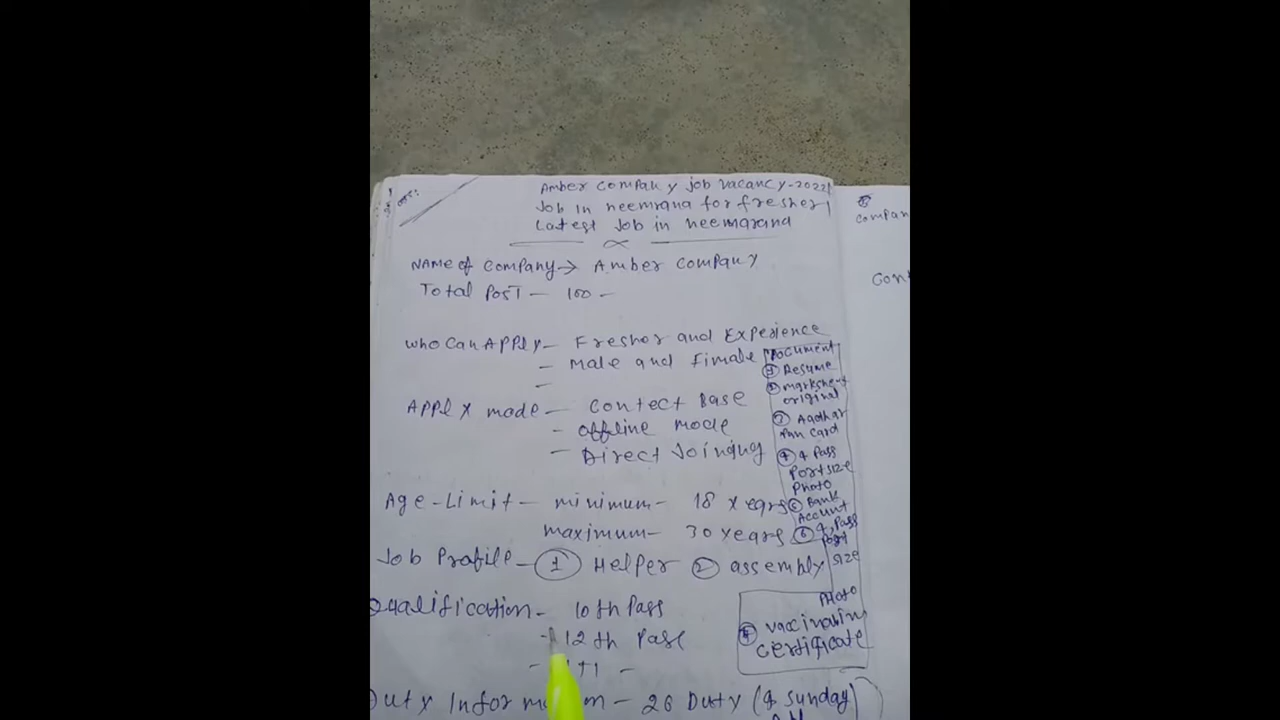 Amber Company Job Vacancy-2022
Job In neemrana for fresher
Latest Job in neemarana
NAME of Company → Amber Company
Total POST - 100 -
Who Can APPly - Fresher and Experience
- Male and Fimale
APPly mode - Contect Base
- offline mode
- Direct Joining
Age-Limit - minimum - 18 years
maximum - 30 years
Job Profile - 1 Helper 2 assembly
Qualification - 10th Pass
- 12th Pass
- ITI -
Duty Information - 26 Duty (4 Sunday
Document
1 Resume
2 marksheet
original
3 Aadhar
Pan Card
4 4 Pass
Port size
Photo
Bank
Account
6 4, Pass
Port
size
Photo
vaccination
certificate
Company
Cont